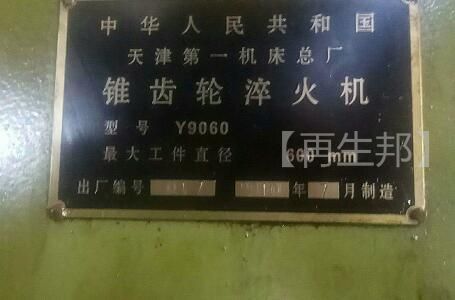 中华人民共和国
天津第一机床总厂
锥齿轮淬火机
型号 Y9060
最大工件直径 600 mm
【再生邦】
出厂编号 年 月制造